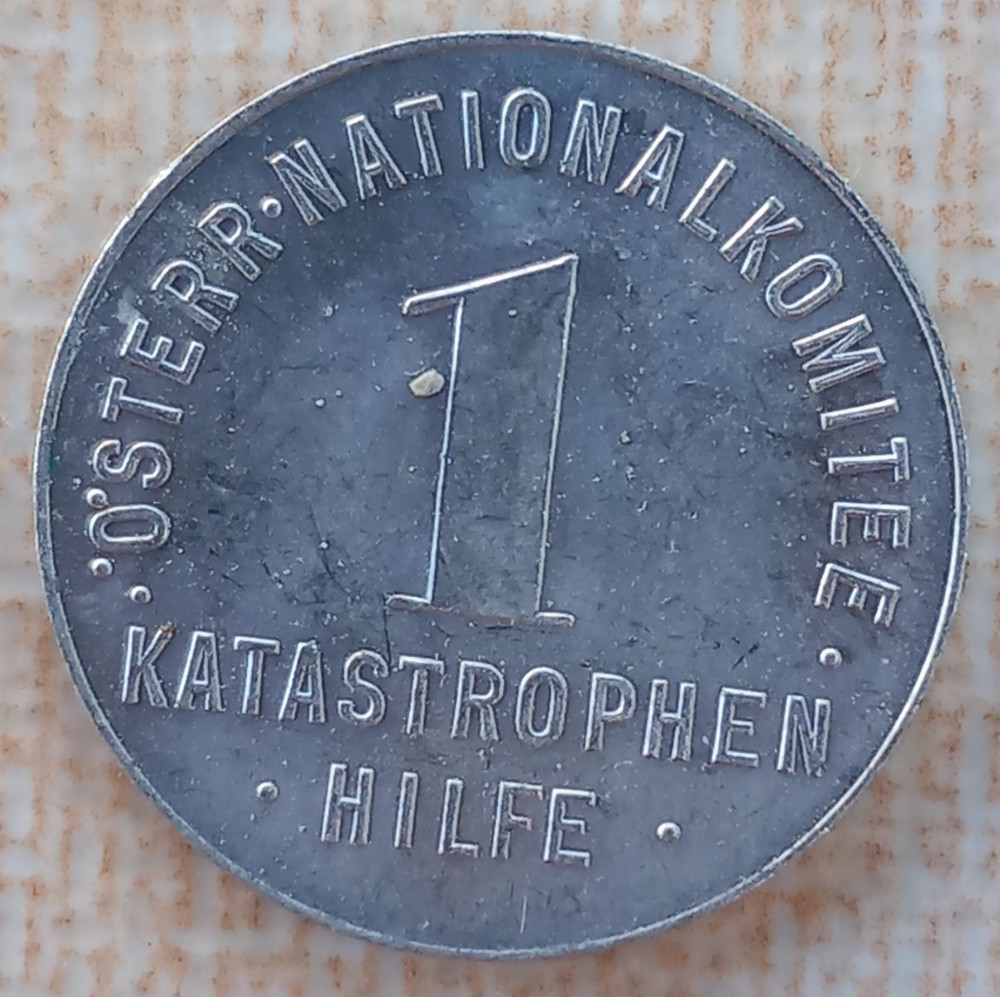 · ÖSTERR· NATIONALKOMITEE ·
1
KATASTROPHEN
· HILFE ·